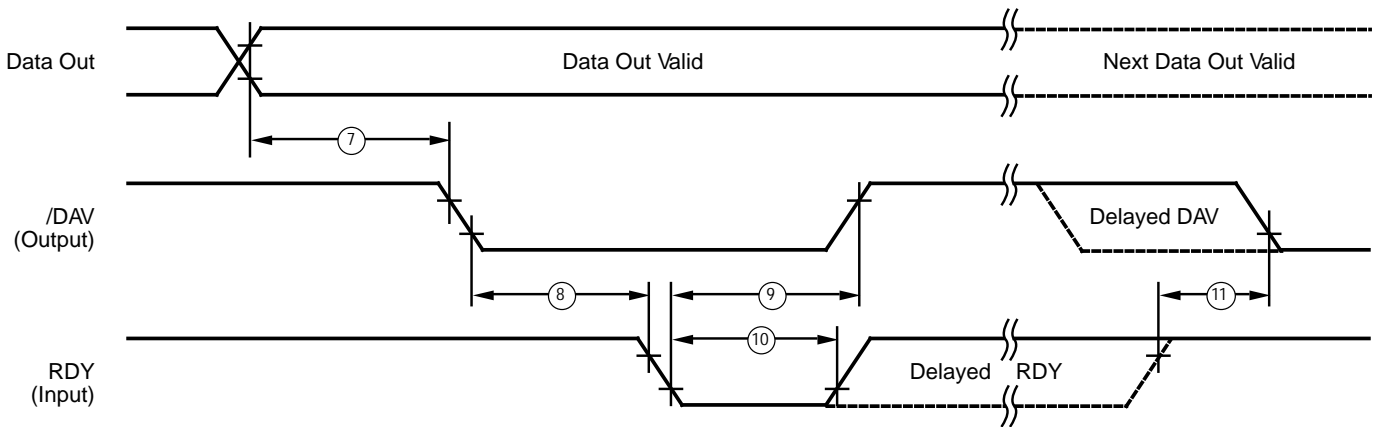 Data Out
Data Out Valid
Next Data Out Valid
7
/DAV
(Output)
Delayed DAV
8
9
11
10
RDY
(Input)
Delayed RDY